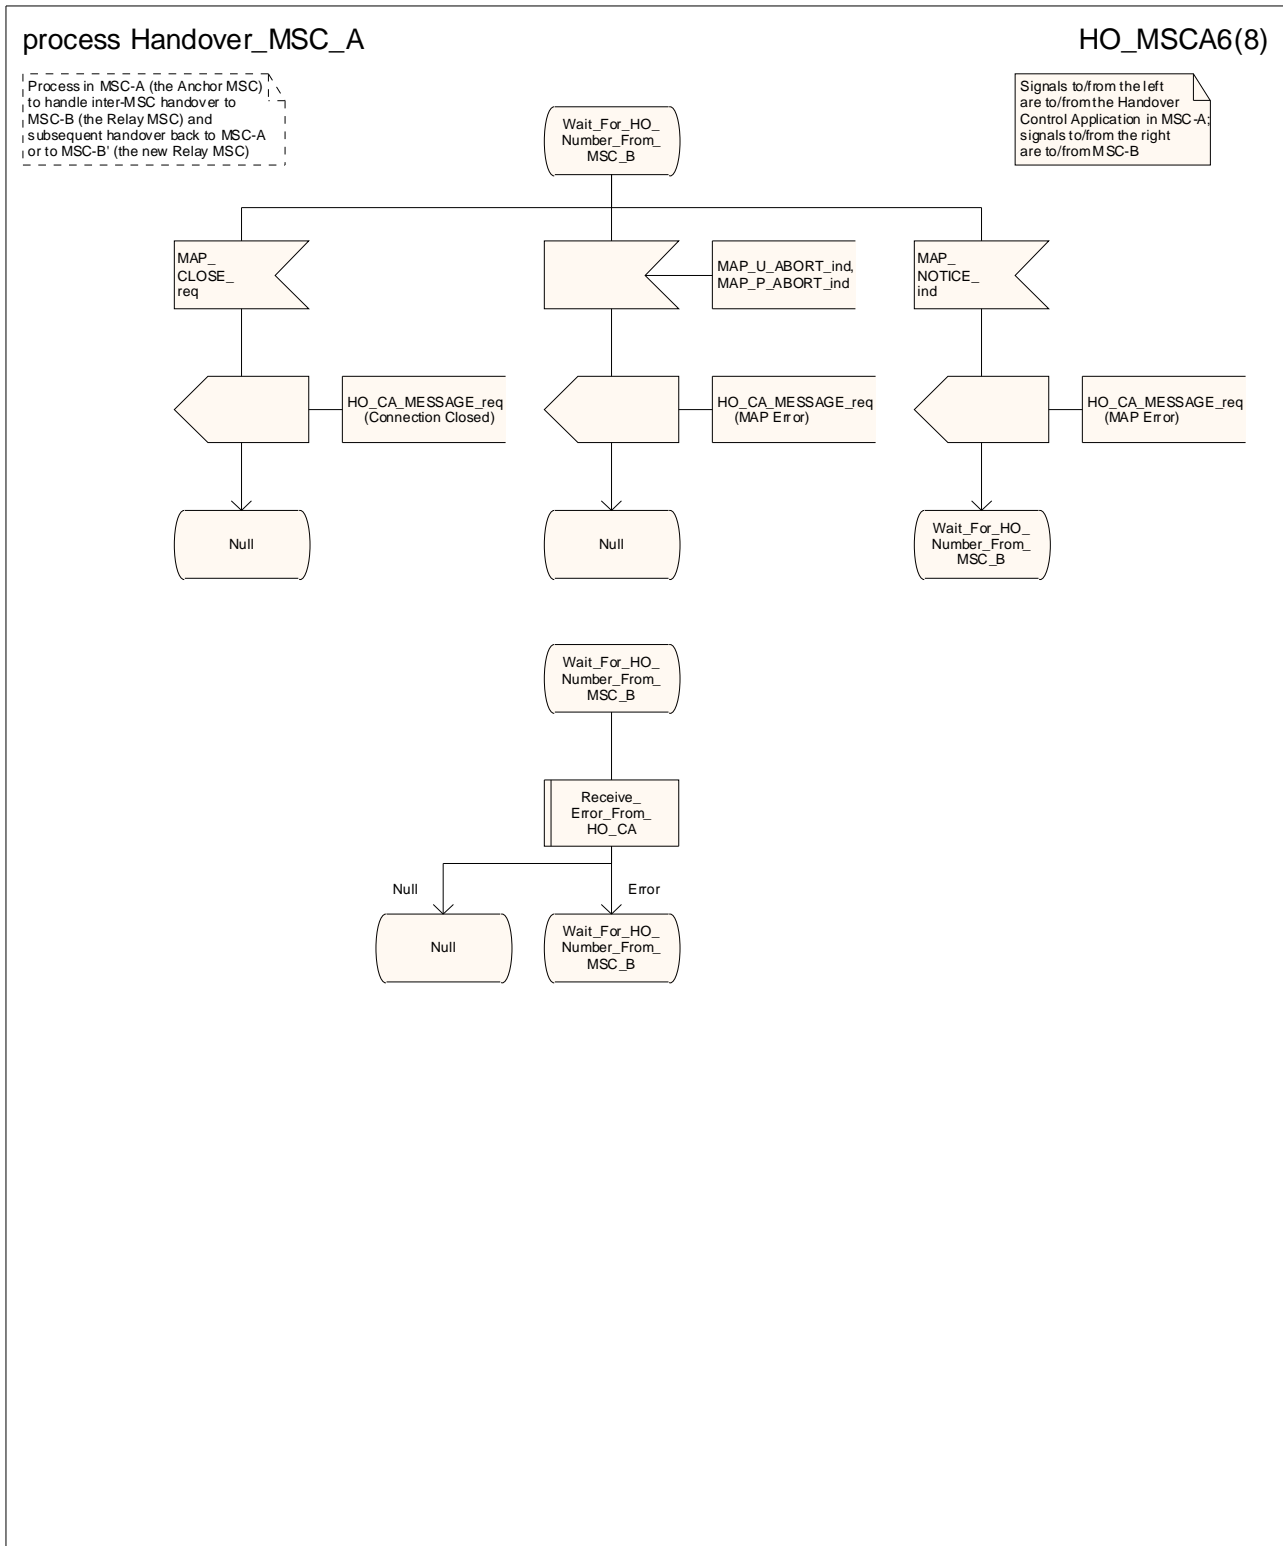 process Handover_MSC_A
HO_MSCA6(8)
Process in MSC-A (the Anchor MSC)
to handle inter-MSC handover to
MSC-B (the Relay MSC) and
subsequent handover back to MSC-A
or to MSC-B' (the new Relay MSC)
Signals to/from the left
are to/from the Handover
Control Application in MSC-A;
signals to/from the right
are to/from MSC-B
Wait_For_HO_
Number_From_
MSC_B
MAP_
CLOSE_
req
MAP_U_ABORT_ind,
MAP_P_ABORT_ind
MAP_
NOTICE_
ind
HO_CA_MESSAGE_req
(Connection Closed)
HO_CA_MESSAGE_req
(MAP Error)
HO_CA_MESSAGE_req
(MAP Error)
Null
Null
Wait_For_HO_
Number_From_
MSC_B
Wait_For_HO_
Number_From_
MSC_B
Receive_
Error_From_
HO_CA
Null
Error
Null
Wait_For_HO_
Number_From_
MSC_B